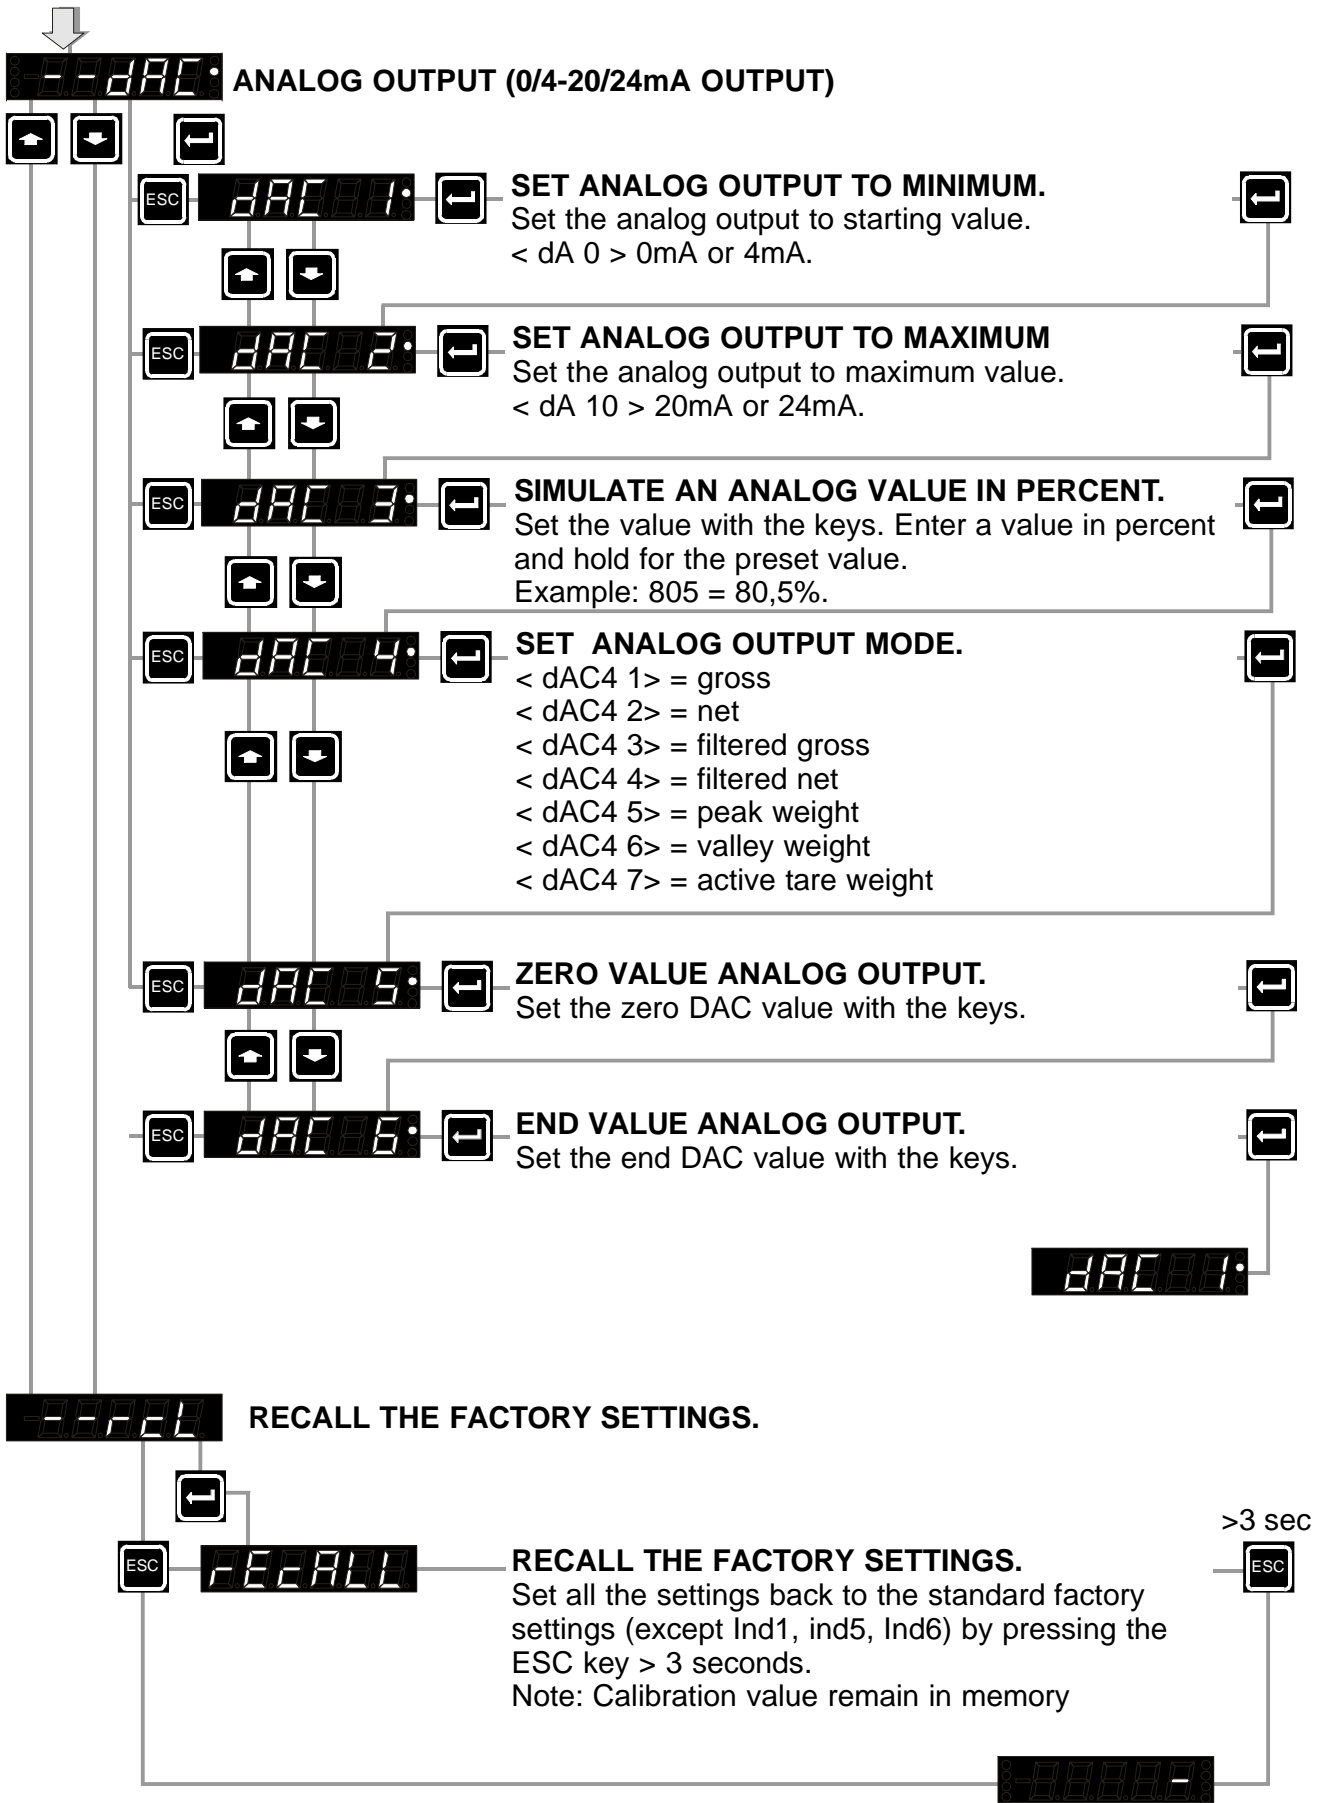 --dAC
ANALOG OUTPUT (0/4-20/24mA OUTPUT)
ESC
dAC 1
SET ANALOG OUTPUT TO MINIMUM.
Set the analog output to starting value.
< dA 0 > 0mA or 4mA.
ESC
dAC 2
SET ANALOG OUTPUT TO MAXIMUM
Set the analog output to maximum value.
< dA 10 > 20mA or 24mA.
ESC
dAC 3
SIMULATE AN ANALOG VALUE IN PERCENT.
Set the value with the keys. Enter a value in percent
and hold for the preset value.
Example: 805 = 80,5%.
ESC
dAC 4
SET  ANALOG OUTPUT MODE.
< dAC4 1> = gross
< dAC4 2> = net
< dAC4 3> = filtered gross
< dAC4 4> = filtered net
< dAC4 5> = peak weight
< dAC4 6> = valley weight
< dAC4 7> = active tare weight
ESC
dAC 5
ZERO VALUE ANALOG OUTPUT.
Set the zero DAC value with the keys.
ESC
dAC 6
END VALUE ANALOG OUTPUT.
Set the end DAC value with the keys.
dAC 1
--rcL
RECALL THE FACTORY SETTINGS.
>3 sec
ESC
rEcALL
RECALL THE FACTORY SETTINGS.
ESC
Set all the settings back to the standard factory
settings (except Ind1, ind5, Ind6) by pressing the
ESC key > 3 seconds.
Note: Calibration value remain in memory
-